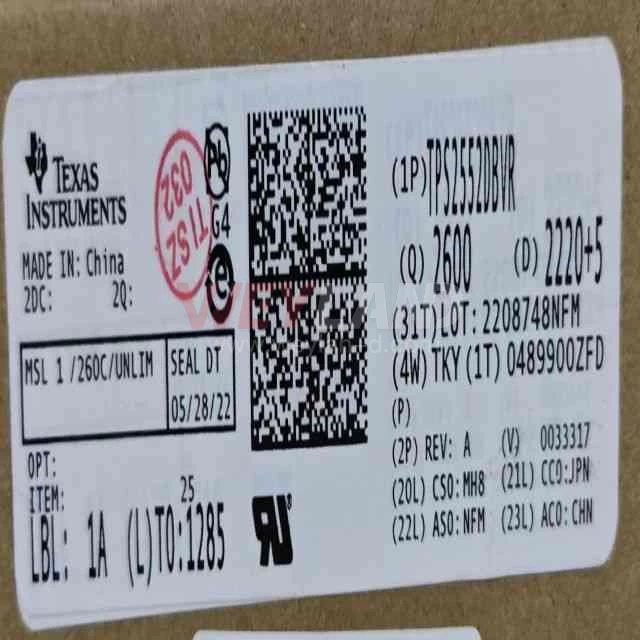 TEXAS
INSTRUMENTS
MADE IN: China
2DC: 2Q:
TISZ
032
Pb
G4
e
MSL 1 /260C/UNLIM
SEAL DT
05/28/22
OPT:
ITEM: 25
LBL: 1A (L)TO:1285
(1P)TPS2552DBVR
(Q) 2600 (D) 2220+5
(31T)LOT: 2208748NFM
(4W)TKY(1T) 0489900ZFD
(P)
(2P) REV: A (V) 0033317
(20L) CSO:MH8 (21L) CCO:JPN
(22L) ASO:NFM (23L) ACO:CHN